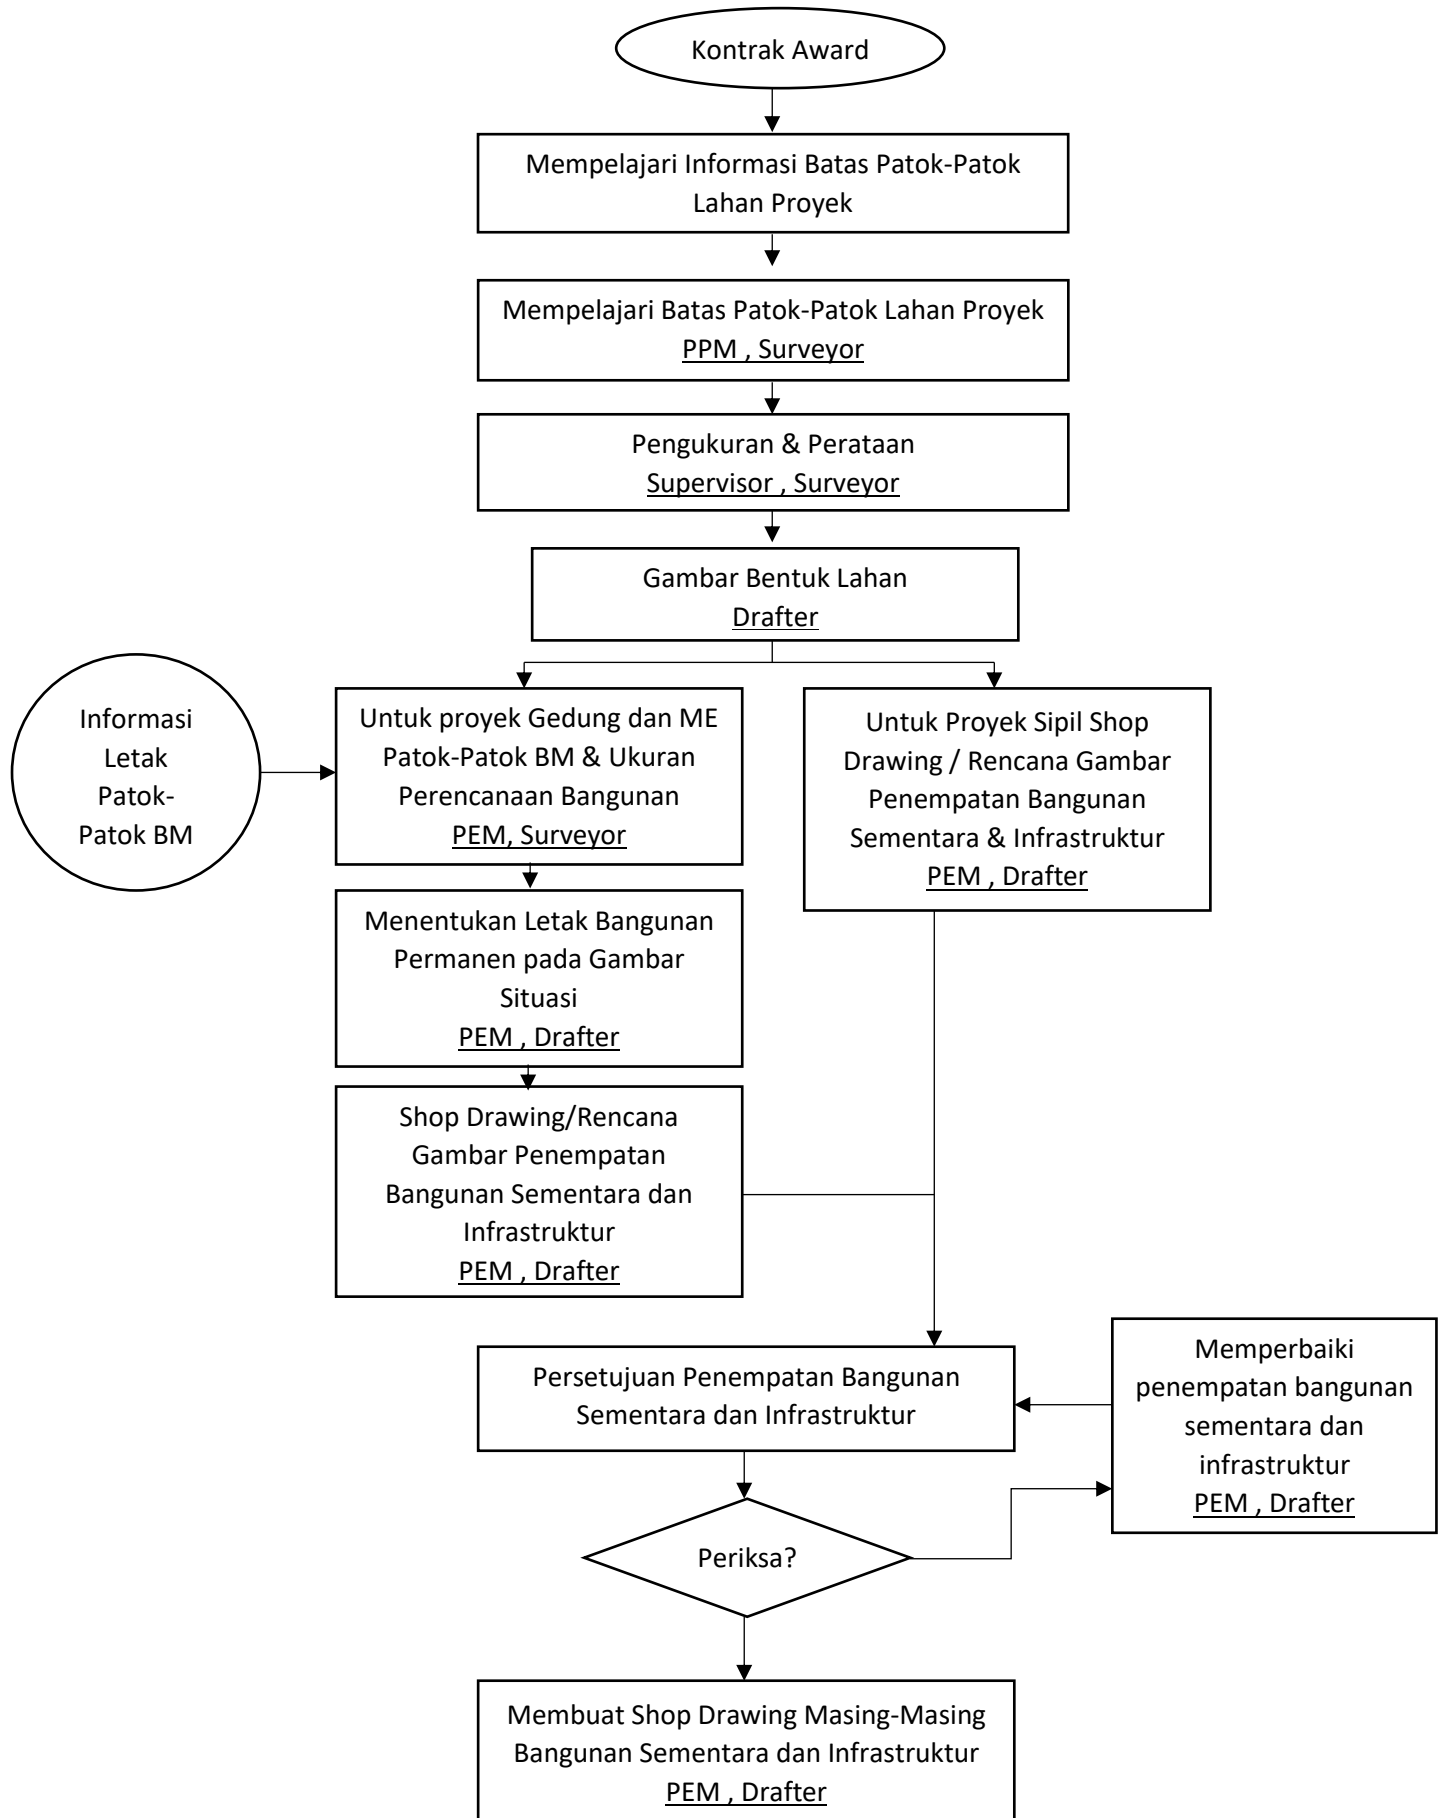 Kontrak Award
Mempelajari Informasi Batas Patok-Patok
Lahan Proyek
Mempelajari Batas Patok-Patok Lahan Proyek
PPM , Surveyor
Pengukuran & Perataan
Supervisor , Surveyor
Gambar Bentuk Lahan
Drafter
Informasi
Letak
Patok-
Patok BM
Untuk proyek Gedung dan ME
Patok-Patok BM & Ukuran
Perencanaan Bangunan
PEM, Surveyor
Untuk Proyek Sipil Shop
Drawing / Rencana Gambar
Penempatan Bangunan
Sementara & Infrastruktur
PEM , Drafter
Menentukan Letak Bangunan
Permanen pada Gambar
Situasi
PEM , Drafter
Shop Drawing/Rencana
Gambar Penempatan
Bangunan Sementara dan
Infrastruktur
PEM , Drafter
Persetujuan Penempatan Bangunan
Sementara dan Infrastruktur
Memperbaiki
penempatan bangunan
sementara dan
infrastruktur
PEM , Drafter
Periksa?
Membuat Shop Drawing Masing-Masing
Bangunan Sementara dan Infrastruktur
PEM , Drafter